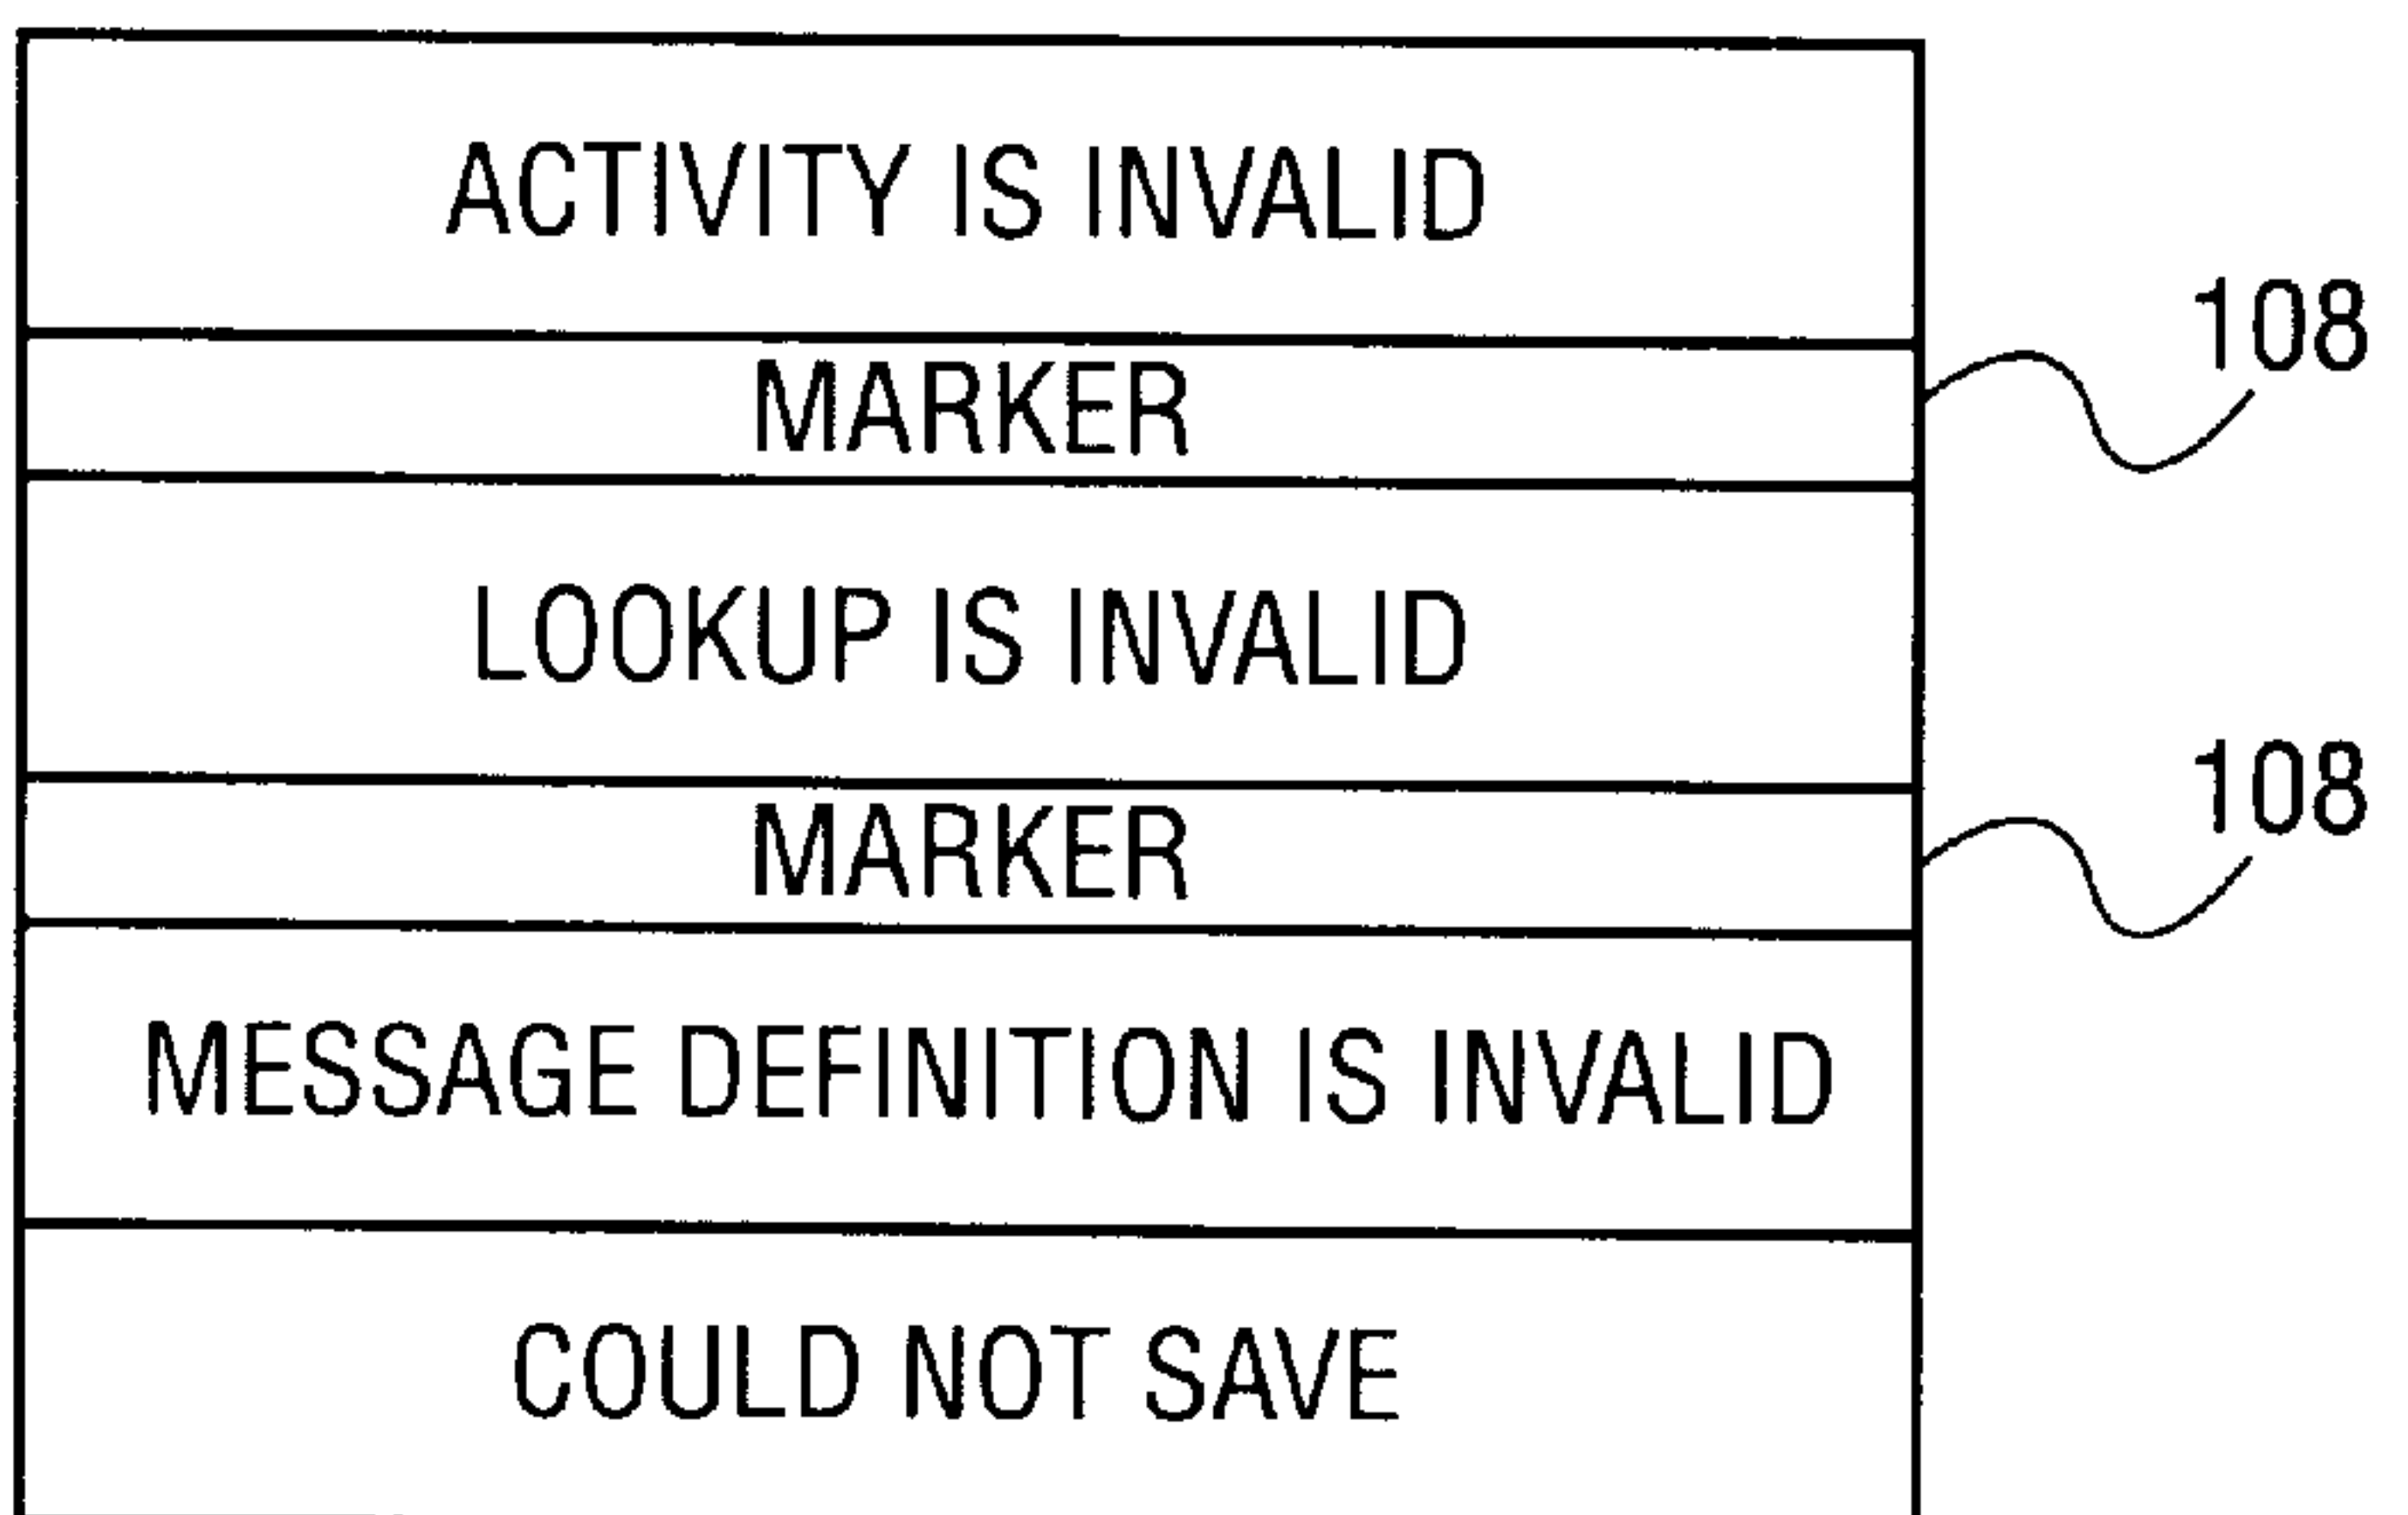 ACTIVITY IS INVALID
MARKER
108
LOOKUP IS INVALID
MARKER
108
MESSAGE DEFINITION IS INVALID
COULD NOT SAVE